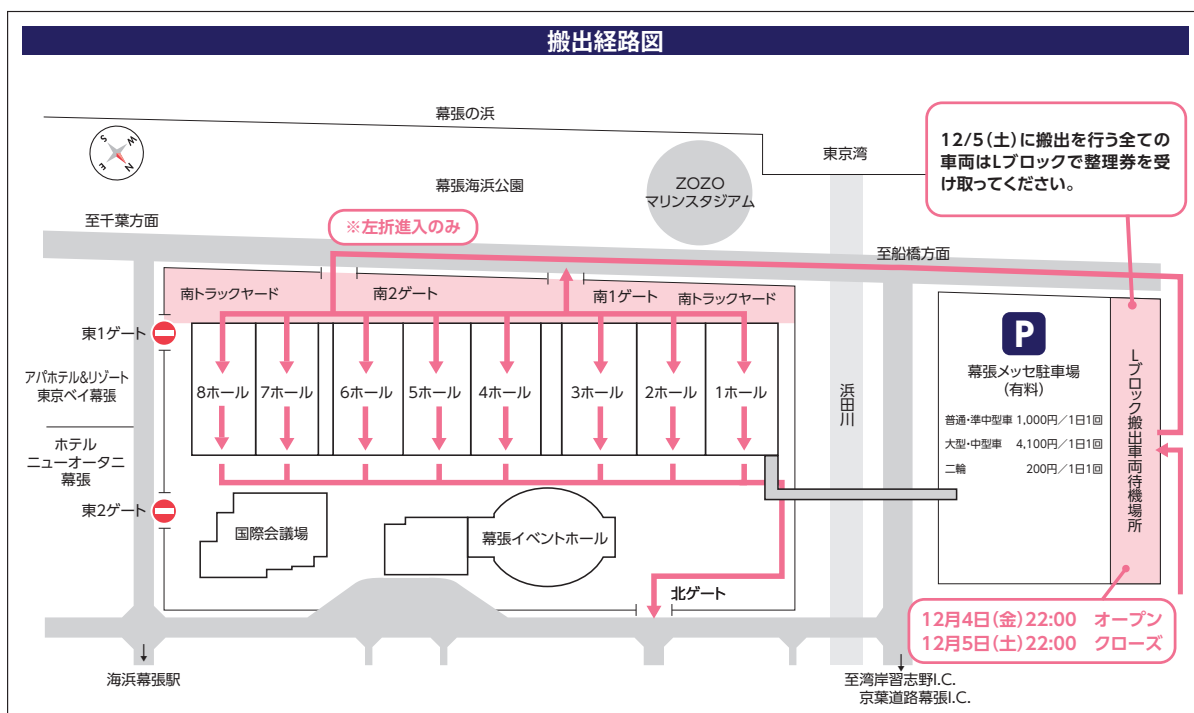 搬出経路図
幕張の浜
東京湾
12/5(土)に搬出を行う全ての
車両はLブロックで整理券を受
け取ってください。
S
W
E
N
幕張海浜公園
ZOZO
マリンスタジアム
至千葉方面
※左折進入のみ
至船橋方面
南トラックヤード
南2ゲート
南1ゲート
南トラックヤード
東1ゲート
P
アパホテル&リゾート
東京ベイ幕張
8ホール
7ホール
6ホール
5ホール
4ホール
3ホール
2ホール
1ホール
浜田川
幕張メッセ駐車場
(有料)
普通・準中型車 1,000円/1日1回
大型・中型車 4,100円/1日1回
二輪 200円/1日1回
Lブロック搬出車両待機場所
ホテル
ニューオータニ
幕張
東2ゲート
国際会議場
幕張イベントホール
北ゲート
12月4日(金)22:00 オープン
12月5日(土)22:00 クローズ
海浜幕張駅
至湾岸習志野I.C.
京葉道路幕張I.C.